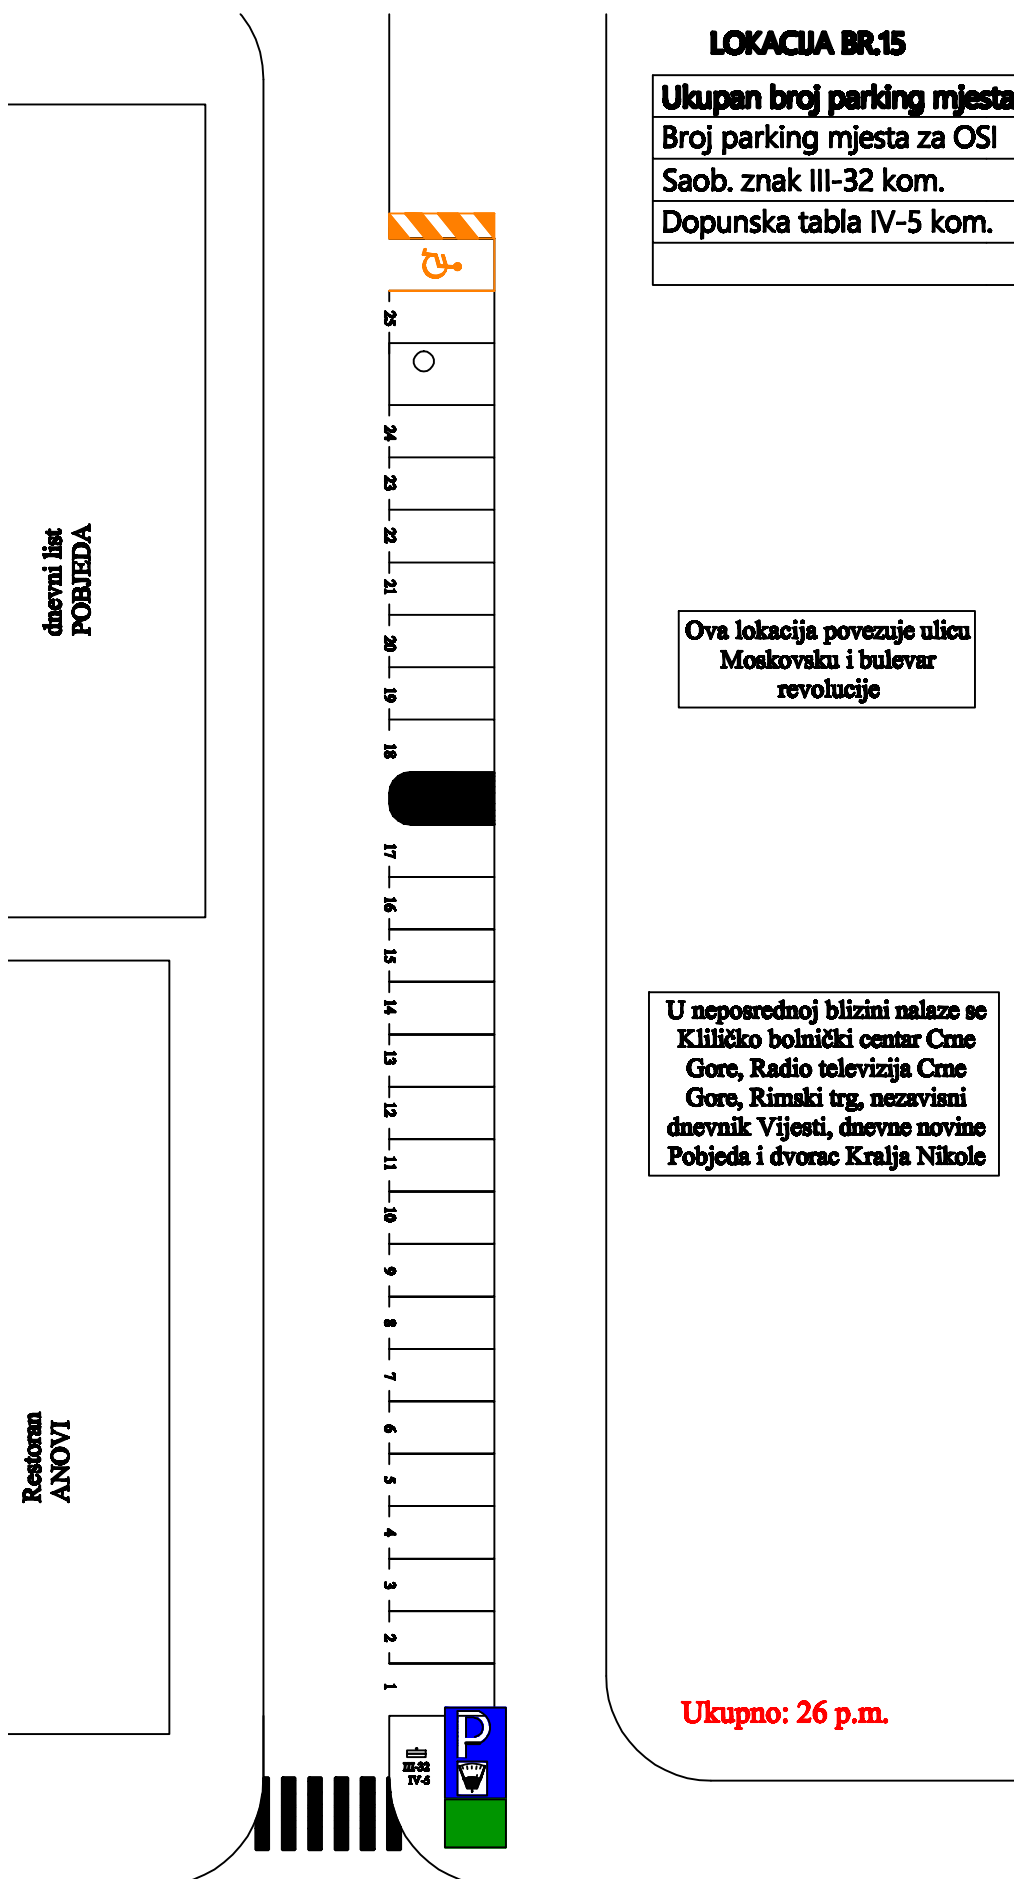 LOKACIJA BR.15
Ukupan broj parking mjesta
Broj parking mjesta za OSI
Saob. znak III-32 kom.
Dopunska tabla IV-5 kom.
25
24
23
22
21
20
19
18
17
16
15
14
13
12
11
10
9
8
7
6
5
4
3
2
1
dnevni list
POBJEDA
Ova lokacija povezuje ulicu
Moskovsku i bulevar
revolucije
U neposrednoj blizini nalaze se
Kliličko bolnički centar Crne
Gore, Radio televizija Crne
Gore, Rimski trg, nezavisni
dnevnik Vijesti, dnevne novine
Pobjeda i dvorac Kralja Nikole
Restoran
ANOVI
Ukupno: 26 p.m.
P
III-32
IV-5